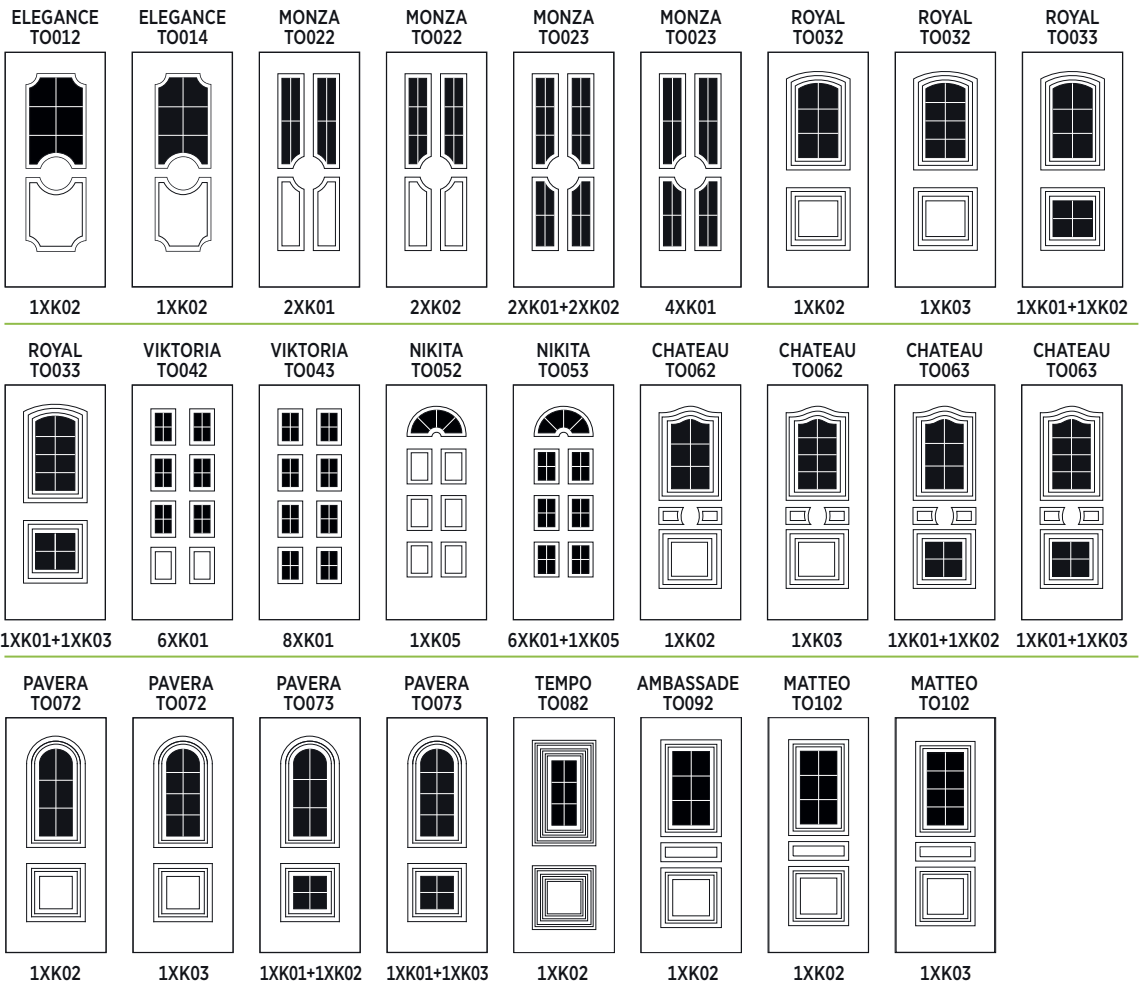 ELEGANCE ELEGANCE MONZA MONZA MONZA MONZA ROYAL ROYAL ROYAL
TO012 TO014 TO022 TO022 TO023 TO023 TO032 TO032 TO033
1XK02 1XK02 2XK01 2XK02 2XK01+2XK02 4XK01 1XK02 1XK03 1XK01+1XK02
ROYAL VIKTORIA VIKTORIA NIKITA NIKITA CHATEAU CHATEAU CHATEAU CHATEAU
TO033 TO042 TO043 TO052 TO053 TO062 TO062 TO063 TO063
1XK01+1XK03 6XK01 8XK01 1XK05 6XK01+1XK05 1XK02 1XK03 1XK01+1XK02 1XK01+1XK03
PAVERA PAVERA PAVERA PAVERA TEMPO AMBASSADE MATTEO MATTEO
TO072 TO072 TO073 TO073 TO082 TO092 TO102 TO102
1XK02 1XK03 1XK01+1XK02 1XK01+1XK03 1XK02 1XK02 1XK02 1XK03